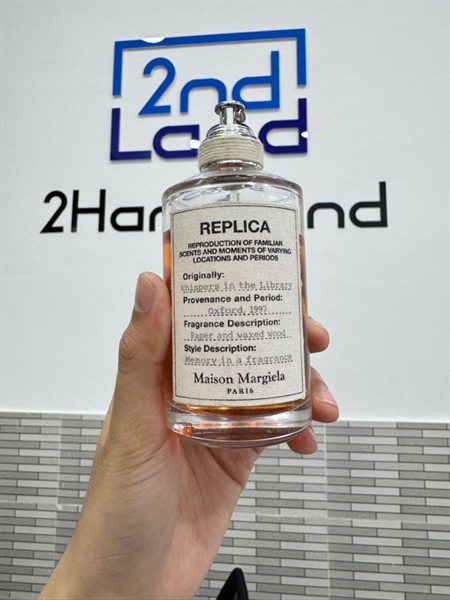 2nd
Land
2Hand
nd
REPLICA
REPRODUCTION OF FAMILIAR
SCENTS AND MOMENTS OF VARYING
LOCATIONS AND PERIODS
Originally:
Whispers in the Library
Provenance and Period:
Oxford, 1997
Fragrance Description:
Paper and waxed wood
Style Description:
Memory in a fragrance
Maison Margiela
PARIS